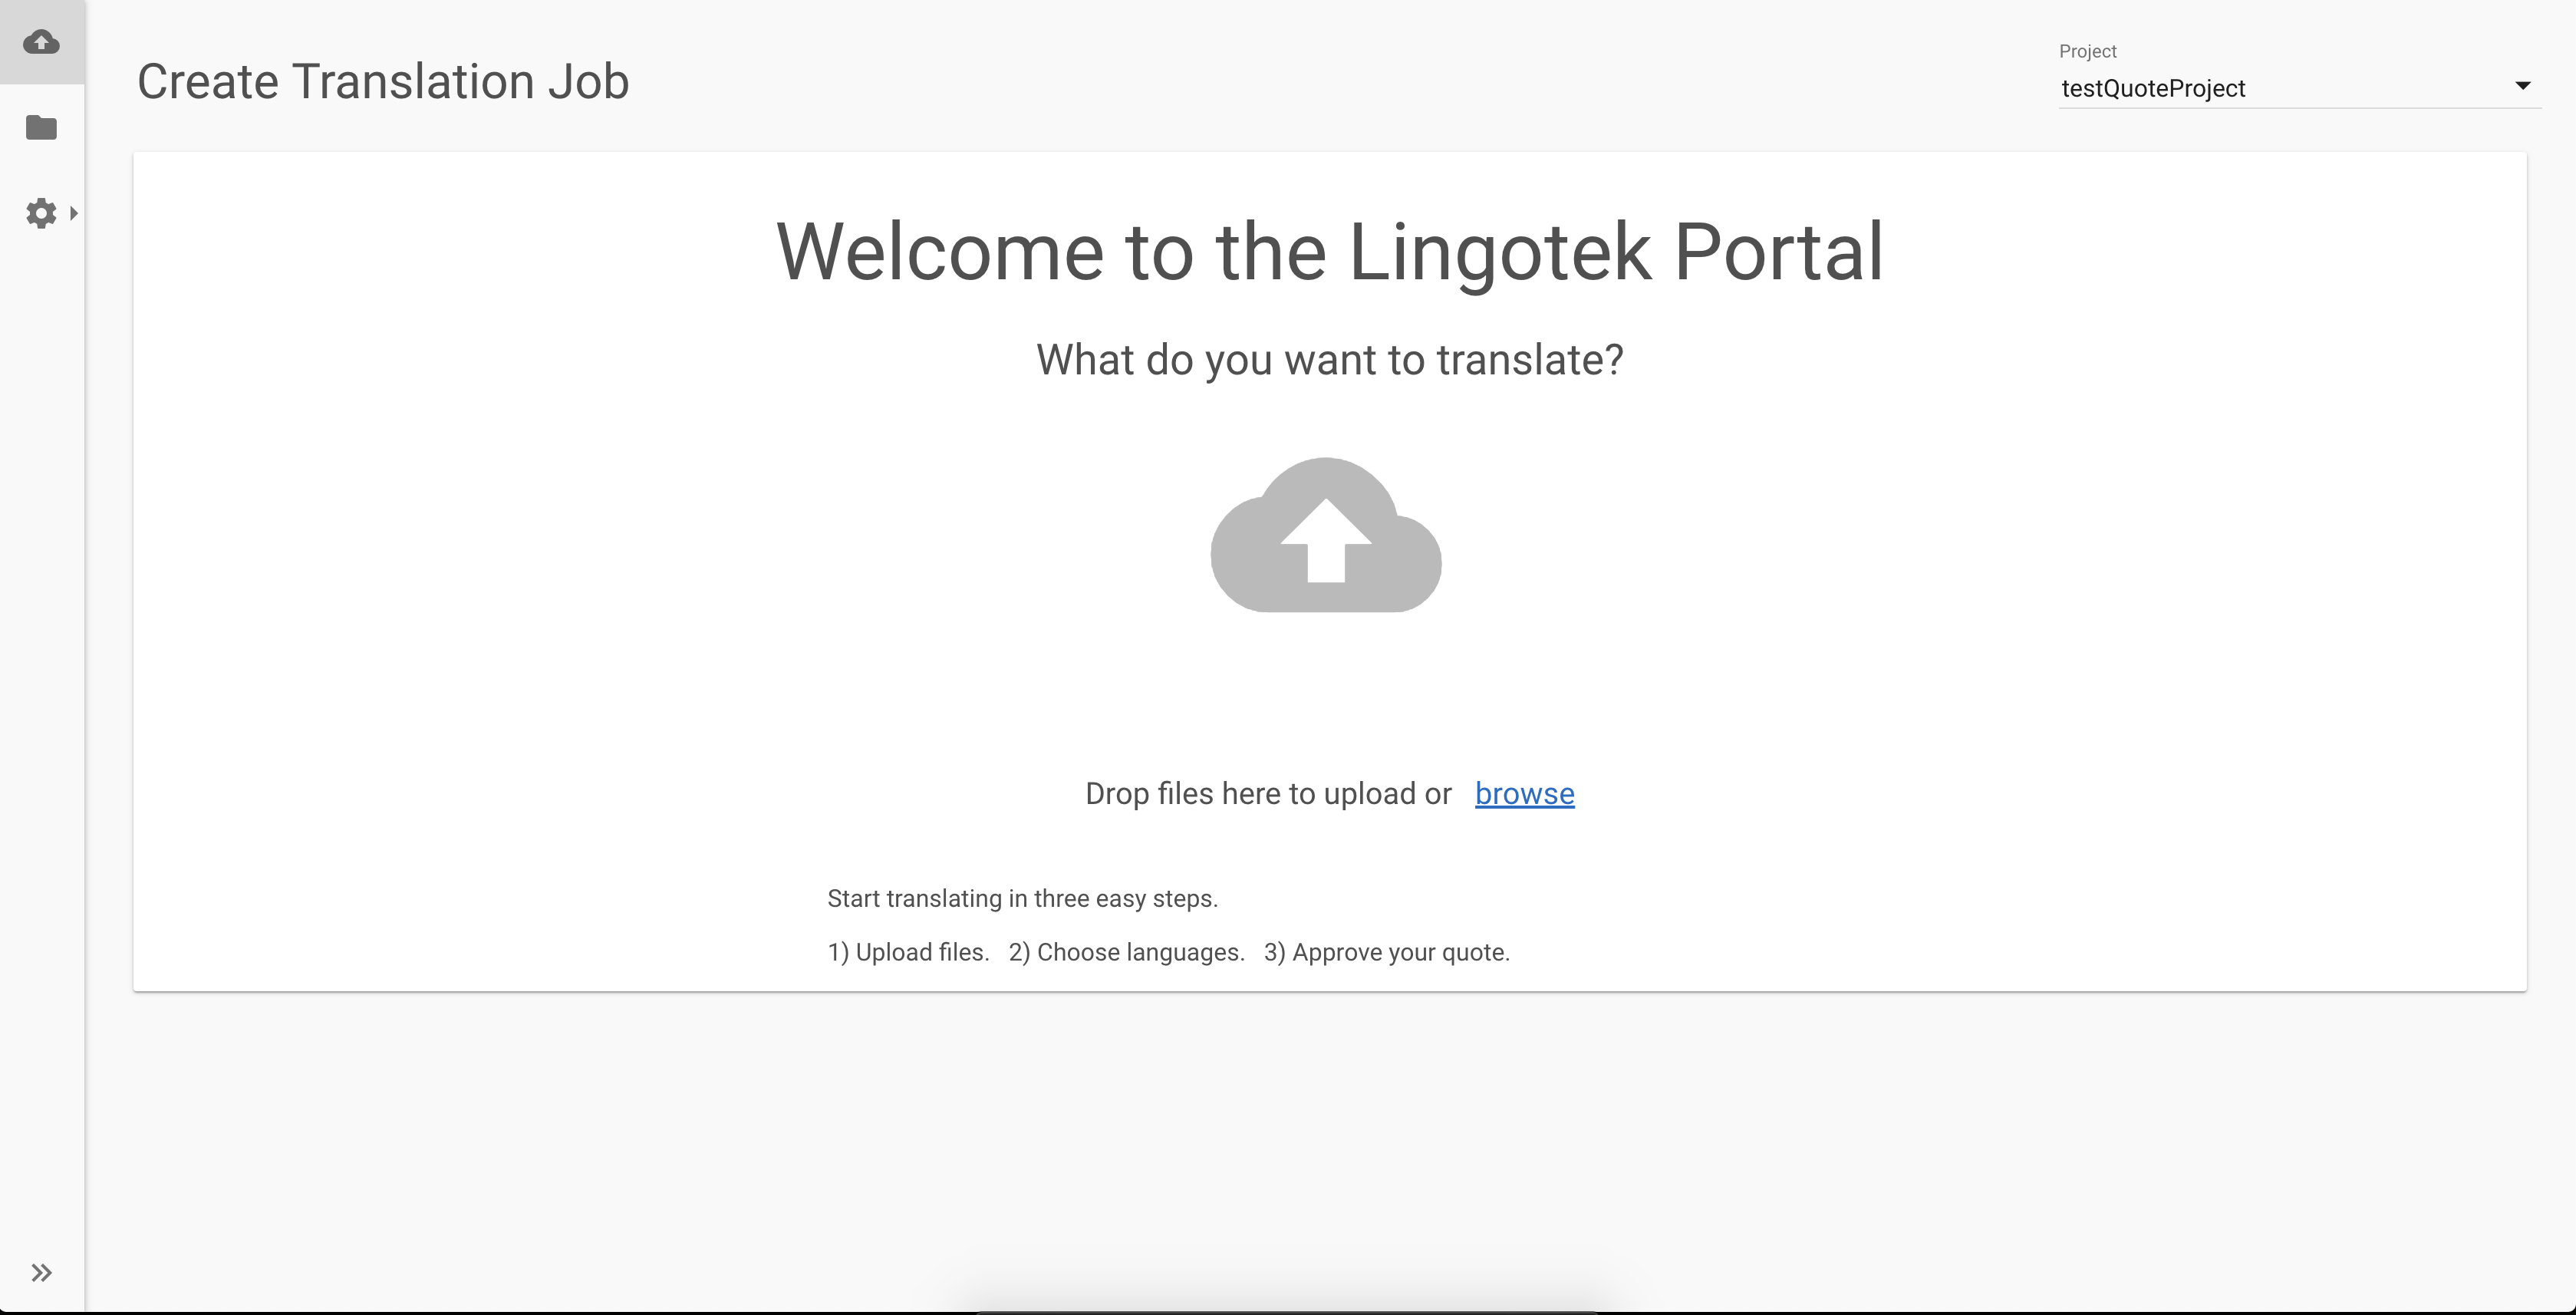 Create Translation Job
Project
testQuoteProject
Welcome to the Lingotek Portal
What do you want to translate?
Drop files here to upload or browse
Start translating in three easy steps.
1) Upload files. 2) Choose languages. 3) Approve your quote.